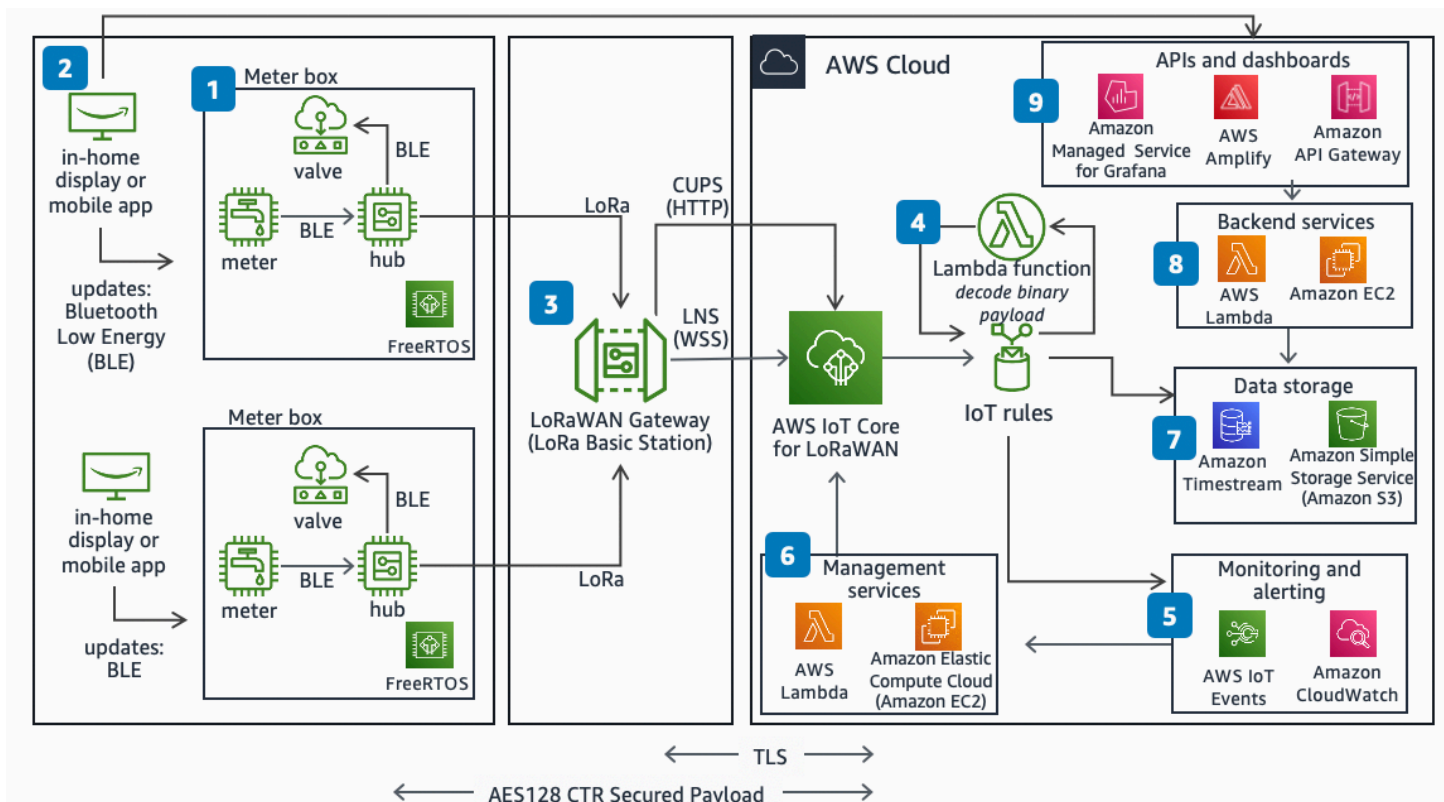 2
in-home
display or
mobile app
updates:
Bluetooth
Low Energy
(BLE)
Meter box
1
valve
BLE
BLE
meter
hub
FreeRTOS
in-home
display or
mobile app
updates:
BLE
Meter box
valve
BLE
BLE
meter
hub
FreeRTOS
LoRa
LoRa
3
LoRaWAN Gateway
(LoRa Basic Station)
CUPS
(HTTP)
LNS
(WSS)
AWS Cloud
4
Lambda function
decode binary
payload
AWS IoT Core
for LoRaWAN
IoT rules
9
APIs and dashboards
Amazon
Managed Service
for Grafana
AWS
Amplify
Amazon
API Gateway
8
Backend services
AWS
Lambda
Amazon EC2
7
Data storage
Amazon
Timestream
Amazon Simple
Storage Service
(Amazon S3)
6
Management
services
AWS
Lambda
Amazon Elastic
Compute Cloud
(Amazon EC2)
5
Monitoring and
alerting
AWS IoT
Events
Amazon
CloudWatch
TLS
AES128 CTR Secured Payload